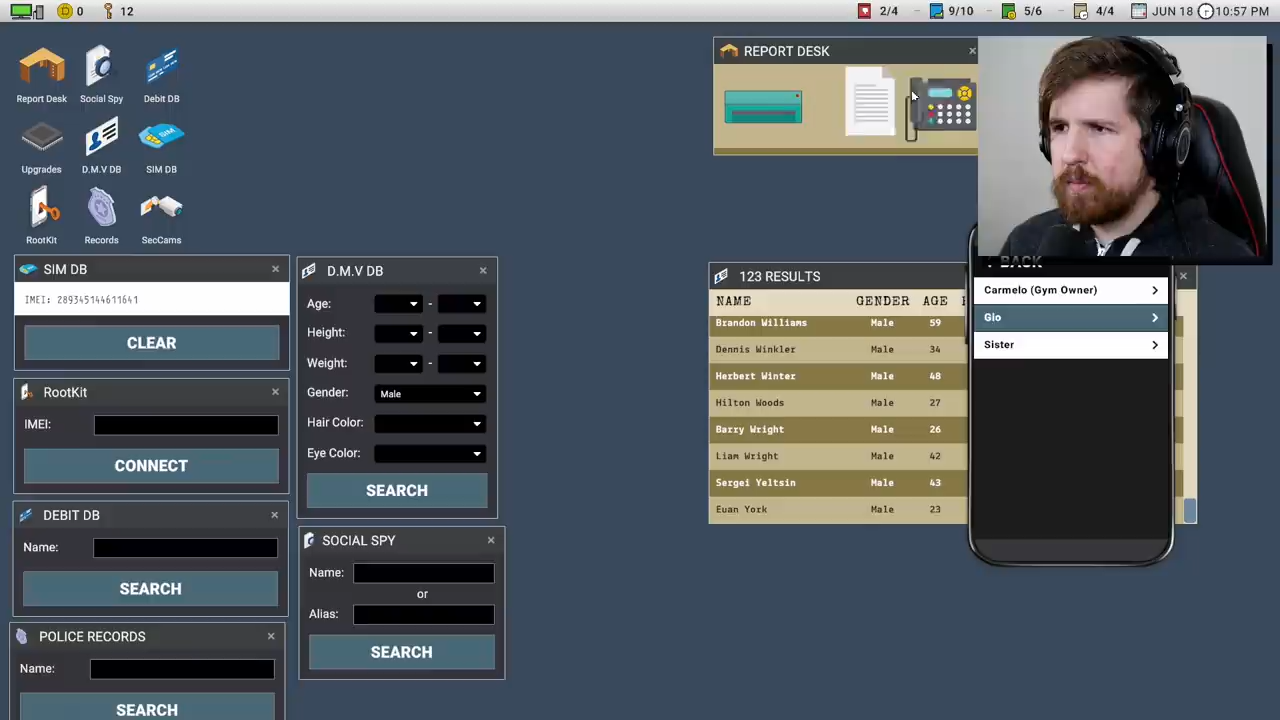 0
12
2/4
9/10
5/6
4/4
JUN 18
10:57 PM
Report Desk
Social Spy
Debit DB
Upgrades
D.M.V DB
SIM DB
RootKit
Records
SecCams
SIM DB
IMEI: 289345144611641
CLEAR
RootKit
IMEI:
CONNECT
DEBIT DB
Name:
SEARCH
POLICE RECORDS
Name:
SEARCH
D.M.V DB
Age:
-
Height:
-
Weight:
-
Gender:
Male
Hair Color:
Eye Color:
SEARCH
SOCIAL SPY
Name:
or
Alias:
SEARCH
REPORT DESK
123 RESULTS
NAME GENDER AGE
Brandon Williams Male 59
Dennis Winkler Male 34
Herbert Winter Male 48
Hilton Woods Male 27
Barry Wright Male 26
Liam Wright Male 42
Sergei Yeltsin Male 43
Euan York Male 23
BACK
Carmelo (Gym Owner)
Glo
Sister